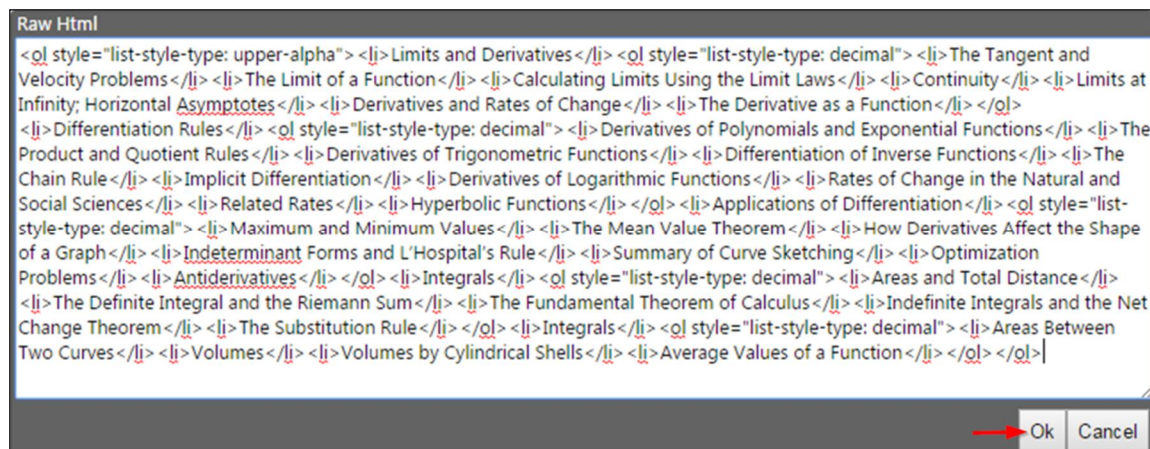 Raw Html
<ol style="list-style-type: upper-alpha"> <li>Limits and Derivatives</li> <ol style="list-style-type: decimal"> <li>The Tangent and
Velocity Problems</li> <li>The Limit of a Function</li> <li>Calculating Limits Using the Limit Laws</li> <li>Continuity</li> <li>Limits at
Infinity; Horizontal Asymptotes</li> <li>Derivatives and Rates of Change</li> <li>The Derivative as a Function</li> </ol>
<li>Differentiation Rules</li> <ol style="list-style-type: decimal"> <li>Derivatives of Polynomials and Exponential Functions</li> <li>The
Product and Quotient Rules</li> <li>Derivatives of Trigonometric Functions</li> <li>Differentiation of Inverse Functions</li> <li>The
Chain Rule</li> <li>Implicit Differentiation</li> <li>Derivatives of Logarithmic Functions</li> <li>Rates of Change in the Natural and
Social Sciences</li> <li>Related Rates</li> <li>Hyperbolic Functions</li> </ol> <li>Applications of Differentiation</li> <ol style="list-
style-type: decimal"> <li>Maximum and Minimum Values</li> <li>The Mean Value Theorem</li> <li>How Derivatives Affect the Shape
of a Graph</li> <li>Indeterminant Forms and L'Hospital's Rule</li> <li>Summary of Curve Sketching</li> <li>Optimization
Problems</li> <li>Antiderivatives</li> </ol> <li>Integrals</li> <ol style="list-style-type: decimal"> <li>Areas and Total Distance</li>
<li>The Definite Integral and the Riemann Sum</li> <li>The Fundamental Theorem of Calculus</li> <li>Indefinite Integrals and the Net
Change Theorem</li> <li>The Substitution Rule</li> </ol> <li>Integrals</li> <ol style="list-style-type: decimal"> <li>Areas Between
Two Curves</li> <li>Volumes</li> <li>Volumes by Cylindrical Shells</li> <li>Average Values of a Function</li> </ol> </ol>
Ok Cancel